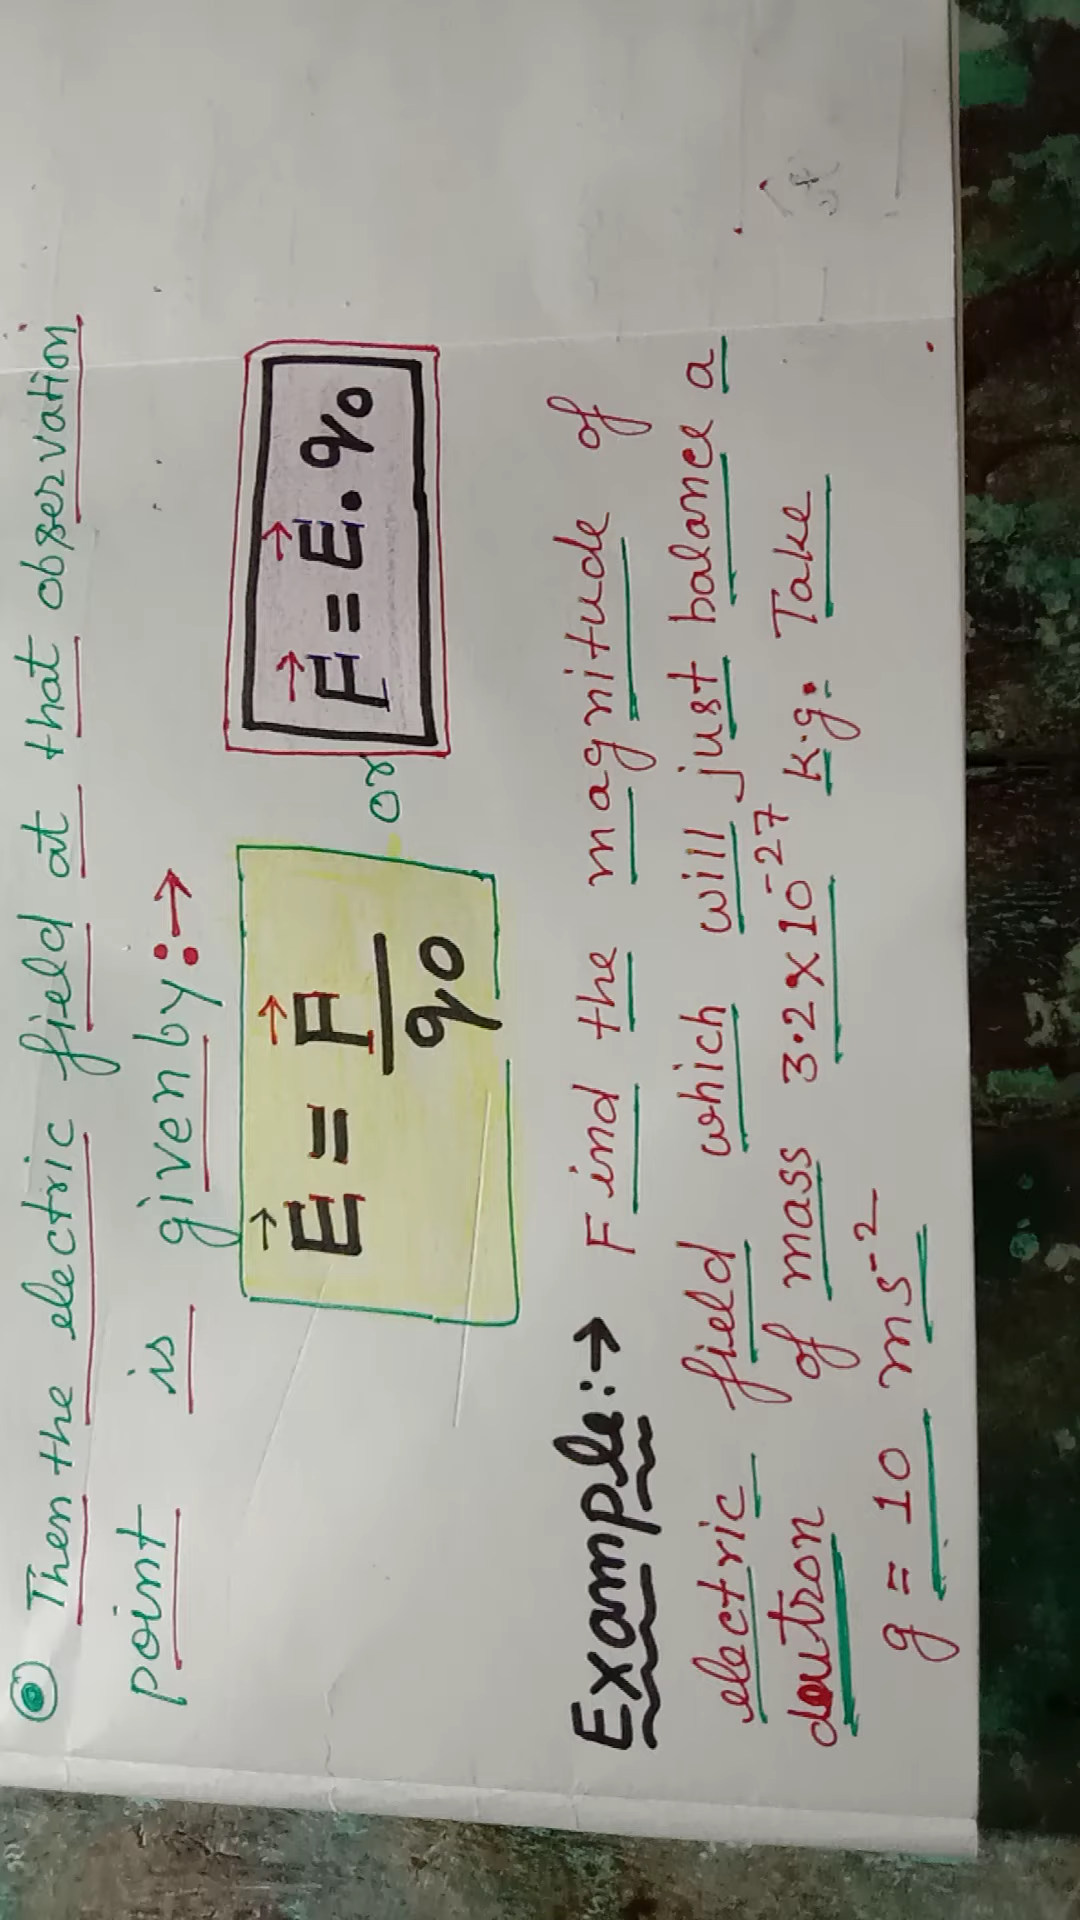 Then the electric field at that observation
point is given by:→
E⃗ = F⃗/q₀ or F⃗ = E⃗.q₀
Example:→ Find the magnitude of
electric field which will just balance a
deutron of mass 3.2×10⁻²⁷ k.g. Take
g = 10 ms⁻²